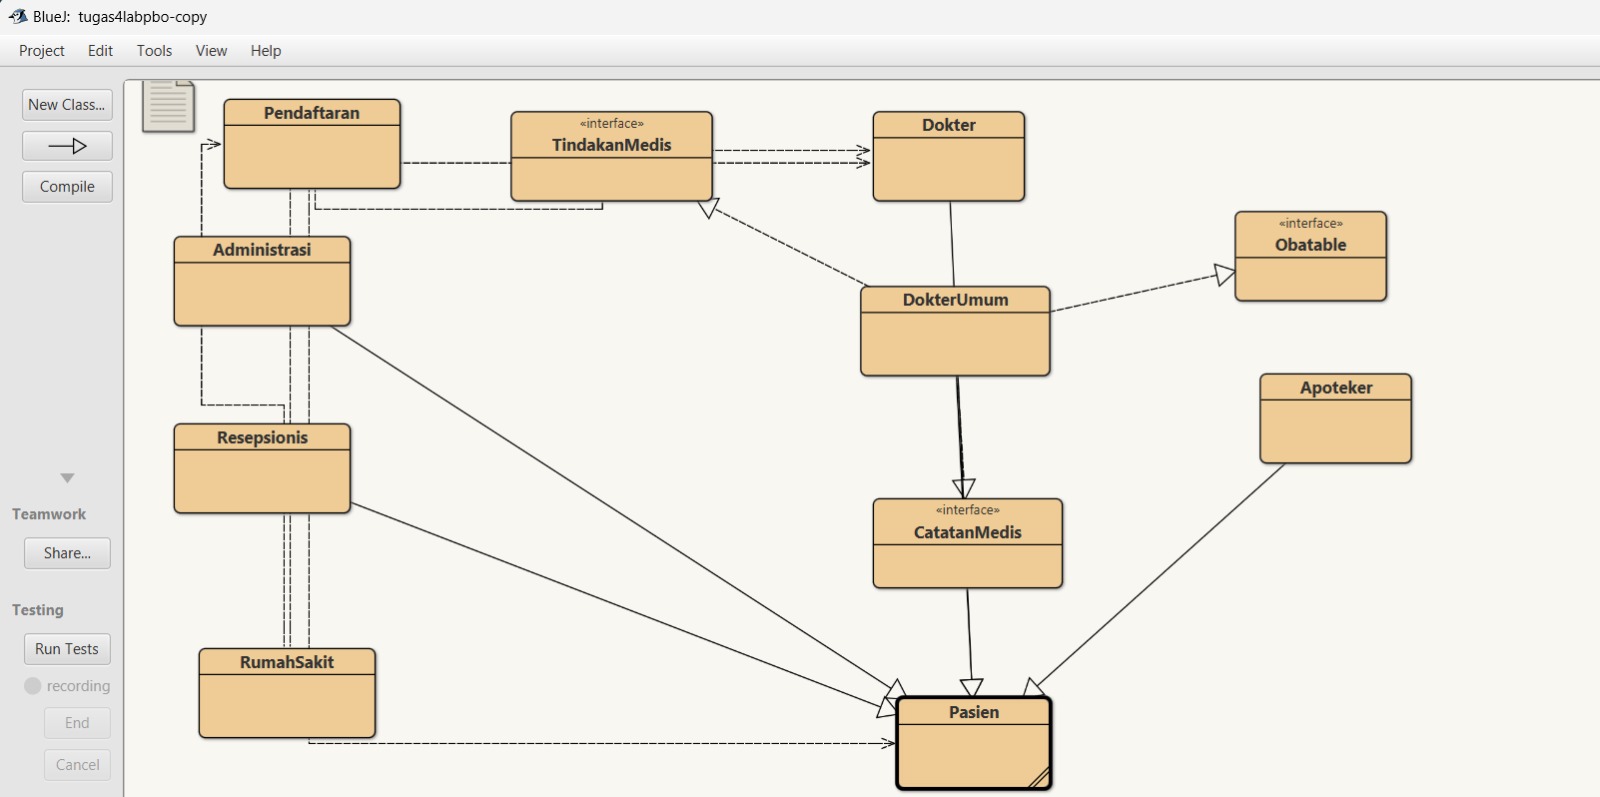 BlueJ: tugas4labpbo-copy
Project Edit Tools View Help
New Class...
Compile
Teamwork
Share...
Testing
Run Tests
recording
End
Cancel
Pendaftaran
«interface»
TindakanMedis
Dokter
«interface»
Obatable
Administrasi
DokterUmum
Apoteker
Resepsionis
«interface»
CatatanMedis
RumahSakit
Pasien